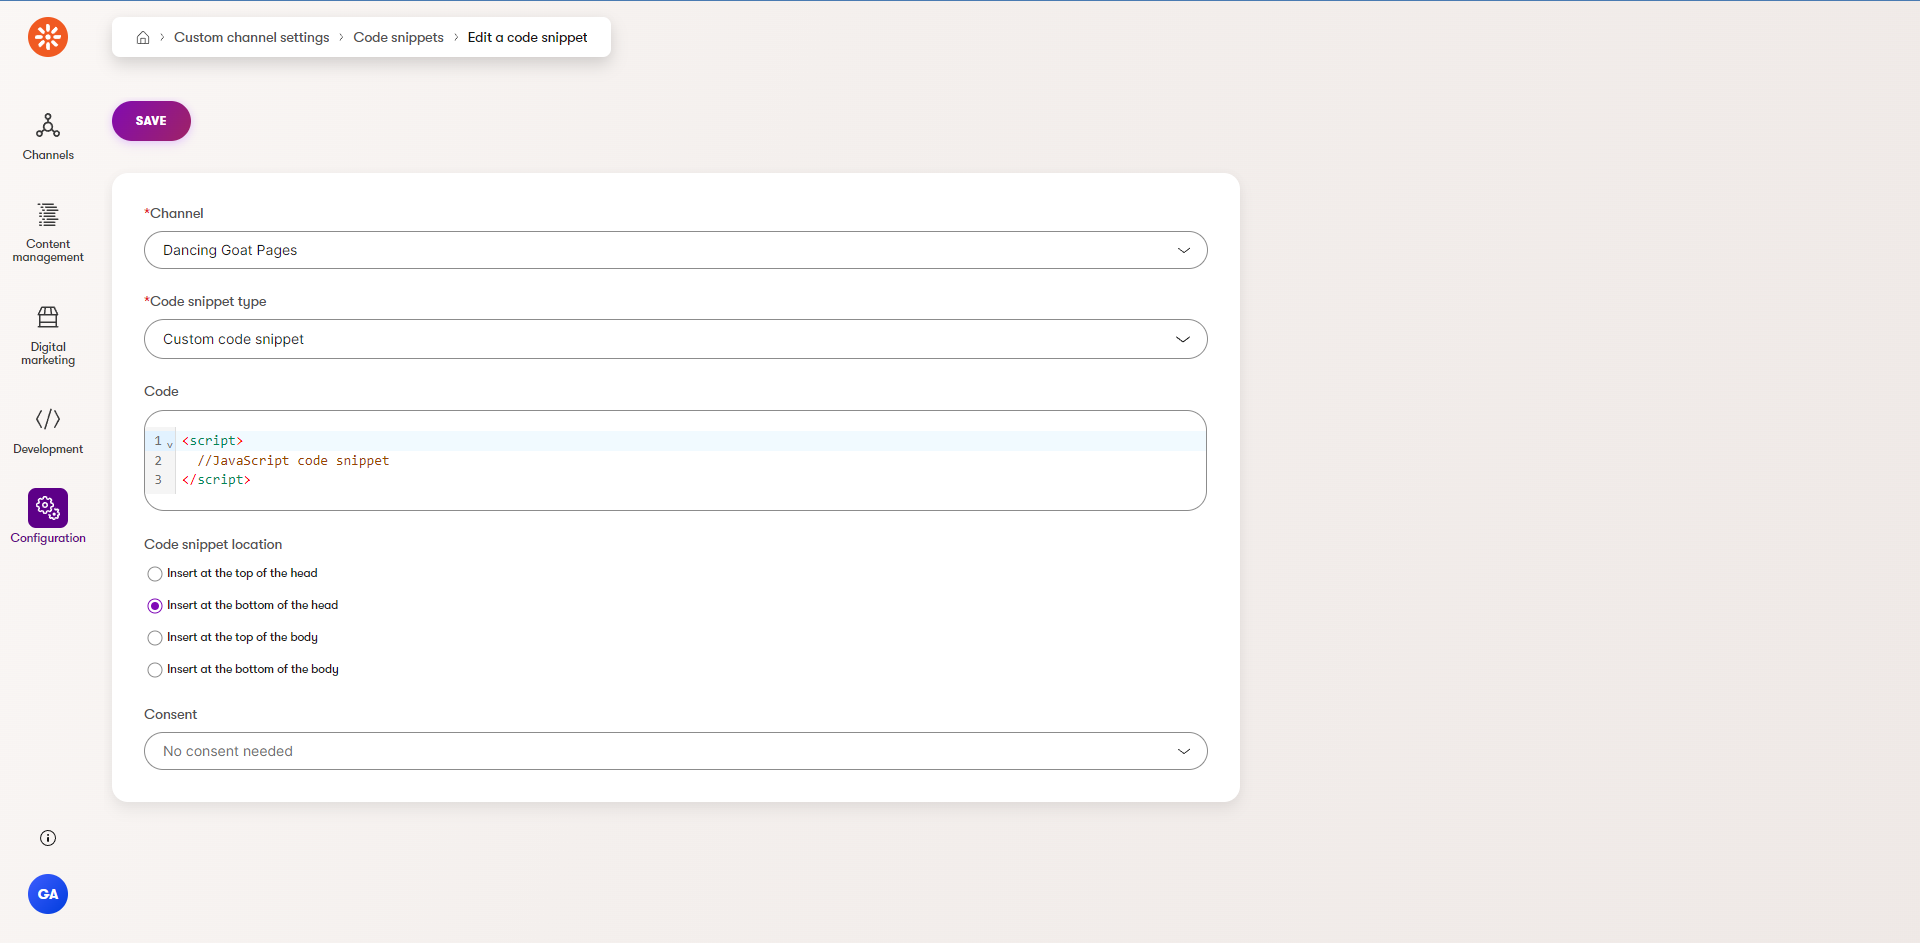 Custom channel settings > Code snippets > Edit a code snippet
SAVE
Channels
Content
management
Digital
marketing
Development
Configuration
GA
*Channel
Dancing Goat Pages
*Code snippet type
Custom code snippet
Code
1 <script>
2 //JavaScript code snippet
3 </script>
Code snippet location
Insert at the top of the head
Insert at the bottom of the head
Insert at the top of the body
Insert at the bottom of the body
Consent
No consent needed